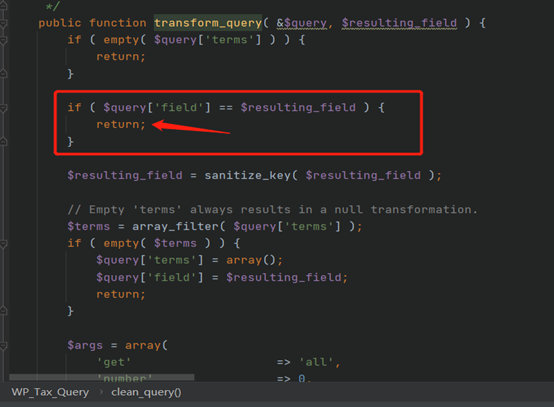 */
public function transform_query( &$query, $resulting_field ) {
if ( empty( $query['terms'] ) ) {
return;
}
if ( $query['field'] == $resulting_field ) {
return;
}
$resulting_field = sanitize_key( $resulting_field );
// Empty 'terms' always results in a null transformation.
$terms = array_filter( $query['terms'] );
if ( empty( $terms ) ) {
$query['terms'] = array();
$query['field'] = $resulting_field;
return;
}
$args = array(
'get' => 'all',
'number' => 0,
WP_Tax_Query › clean_query()